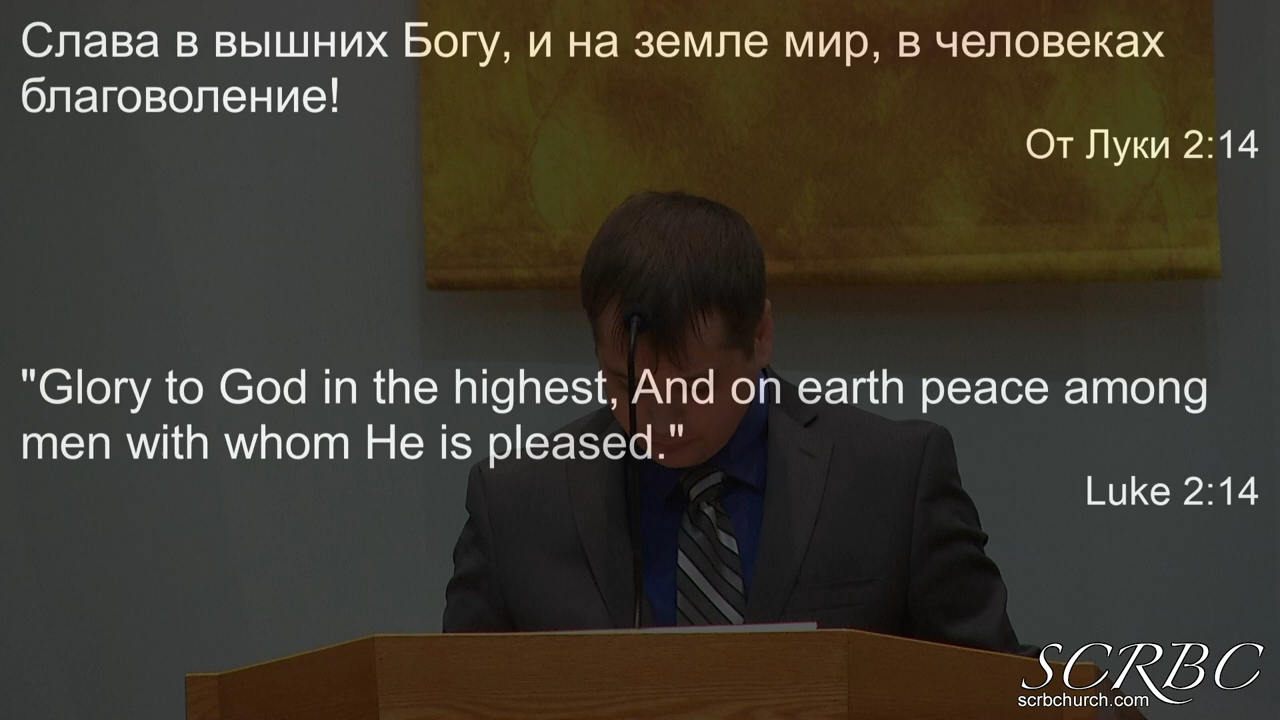 Слава в вышних Богу, и на земле мир, в человеках
благоволение!
От Луки 2:14
"Glory to God in the highest, And on earth peace among
men with whom He is pleased."
Luke 2:14
SCRBC
scrbchurch.com